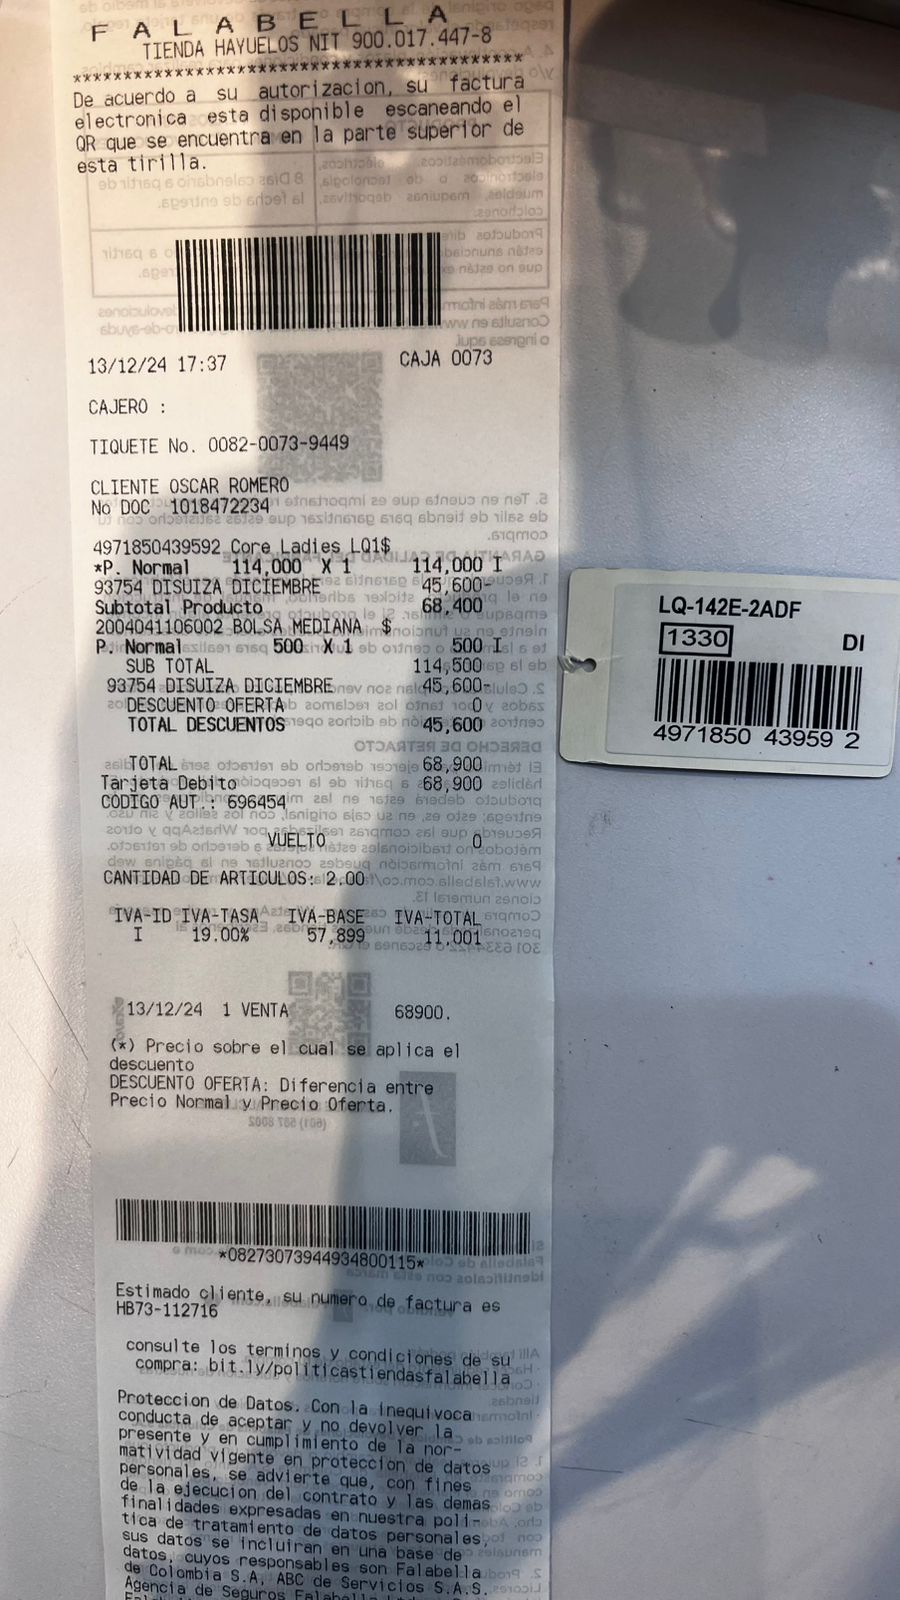 F A L A B E L L A
TIENDA HAYUELOS NIT 900.017.447-8
******************************************
De acuerdo a su autorizacion, su factura
electronica esta disponible escaneando el
QR que se encuentra en la parte superior de
esta tirilla.
13/12/24 17:37 CAJA 0073
CAJERO :
TIQUETE No. 0082-0073-9449
CLIENTE OSCAR ROMERO
No DOC 1018472234
4971850439592 Core Ladies LQ1$
*P. Normal 114,000 X 1 114,000 I
93754 DISUIZA DICIEMBRE 45,600-
Subtotal Producto 68,400
2004041106002 BOLSA MEDIANA $
P. Normal 500 X 1 500 I
SUB TOTAL 114,500
93754 DISUIZA DICIEMBRE 45,600-
DESCUENTO OFERTA 0
TOTAL DESCUENTOS 45,600
TOTAL 68,900
Tarjeta Debito 68,900
CODIGO AUT.: 696454
VUELTO 0
CANTIDAD DE ARTICULOS: 2.00
IVA-ID IVA-TASA IVA-BASE IVA-TOTAL
I 19.00% 57,899 11,001
13/12/24 1 VENTA 68900.
(*) Precio sobre el cual se aplica el
descuento
DESCUENTO OFERTA: Diferencia entre
Precio Normal y Precio Oferta.
*08273073944934800115*
Estimado cliente, su numero de factura es
HB73-112716
consulte los terminos y condiciones de su
compra: bit.ly/politicastiendasfalabella
Proteccion de Datos. Con la inequivoca
conducta de aceptar y no devolver la
presente y en cumplimiento de la nor-
matividad vigente en proteccion de datos
personales, se advierte que, con fines
de la ejecucion del contrato y las demas
finalidades expresadas en nuestra poli-
tica de tratamiento de datos personales,
sus datos se incluiran en una base de
datos, cuyos responsables son Falabella
de Colombia S.A, ABC de Servicios S.A.S.
Agencia de Seguros Falabella
LQ-142E-2ADF
1330 DI
4971850 43959 2